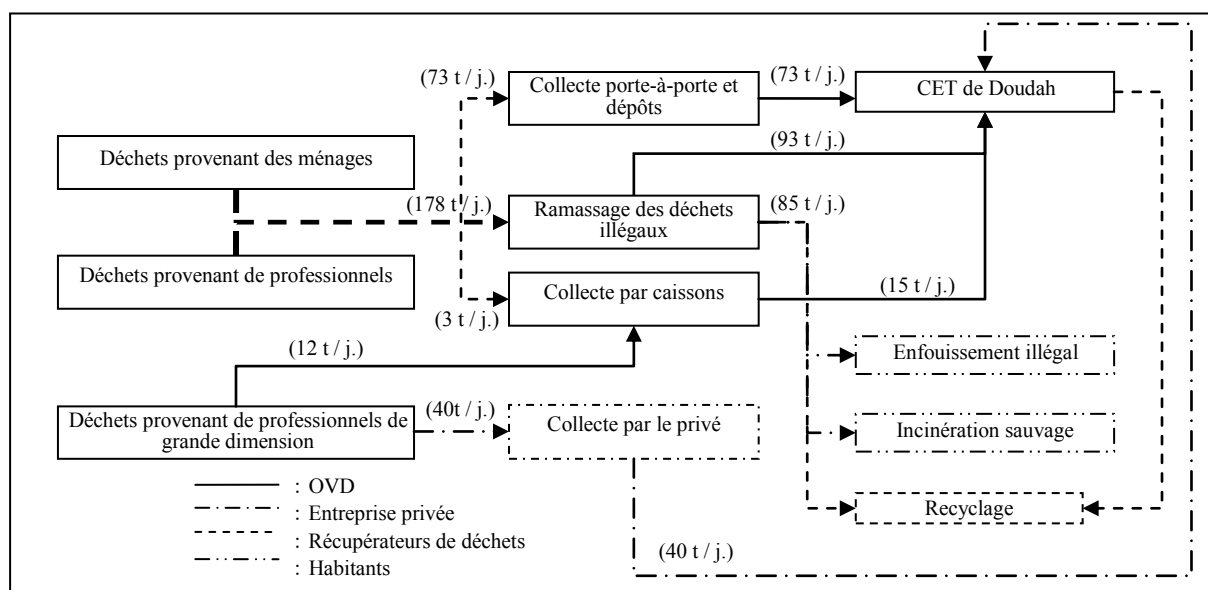 (73 t / j.)
Collecte porte-à-porte et
dépôts
(73 t / j.)
CET de Doudah
(93 t / j.)
Déchets provenant des ménages
(178 t / j.)
Ramassage des déchets
illégaux
(85 t / j.)
Déchets provenant de professionnels
Collecte par caissons
(15 t / j.)
(3 t / j.)
(12 t / j.)
Enfouissement illégal
Déchets provenant de professionnels de
grande dimension
(40t / j.)
Collecte par le privé
Incinération sauvage
: OVD
: Entreprise privée
: Récupérateurs de déchets
: Habitants
Recyclage
(40 t / j.)